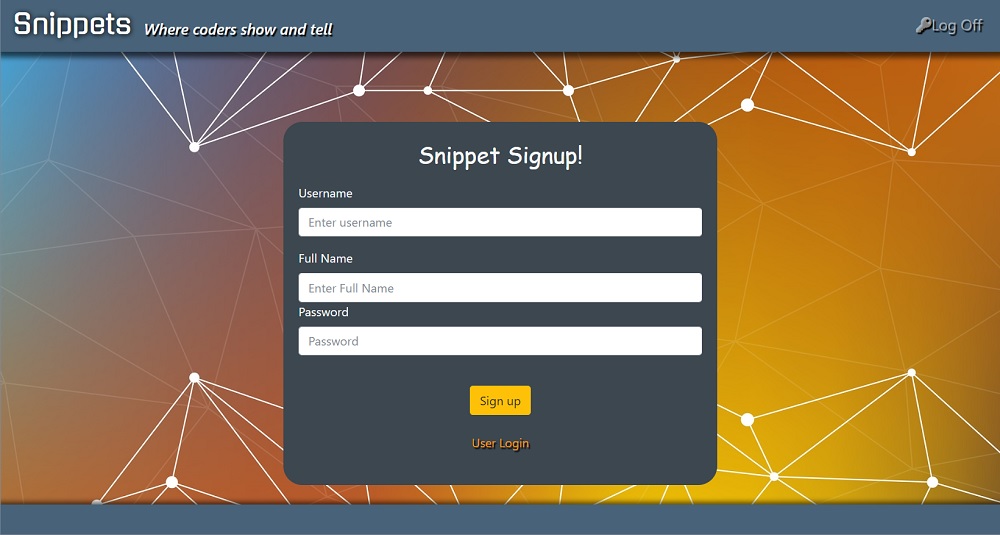 Snippets Where coders show and tell
Log Off
Snippet Signup!
Username
Enter username
Full Name
Enter Full Name
Password
Password
Sign up
User Login